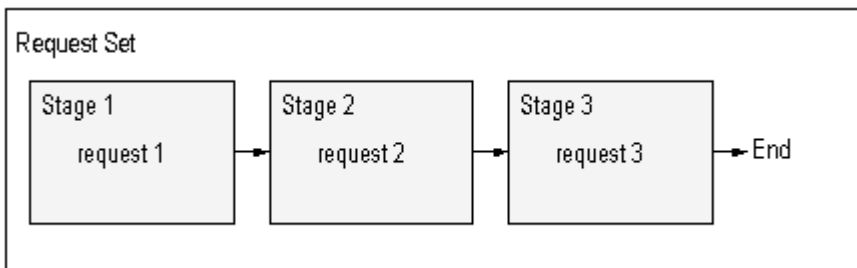 Request Set
Stage 1
request 1
Stage 2
request 2
Stage 3
request 3
End